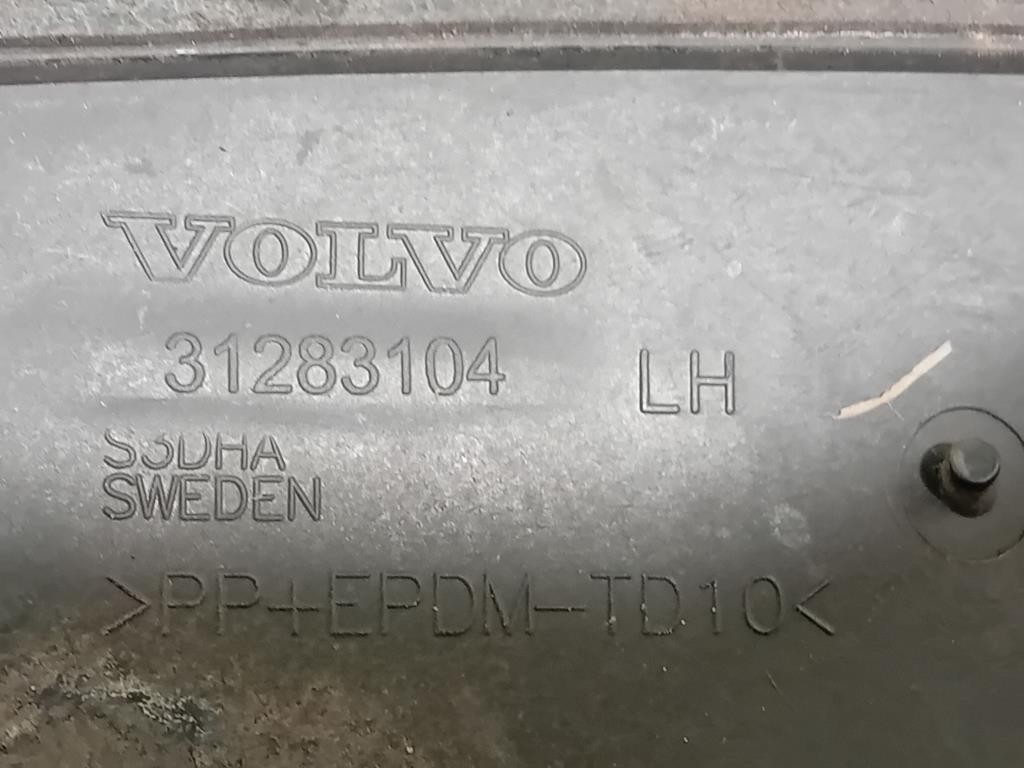 VOLVO
31283104 LH
S3DHA
SWEDEN
>PP+EPDM-TD10<